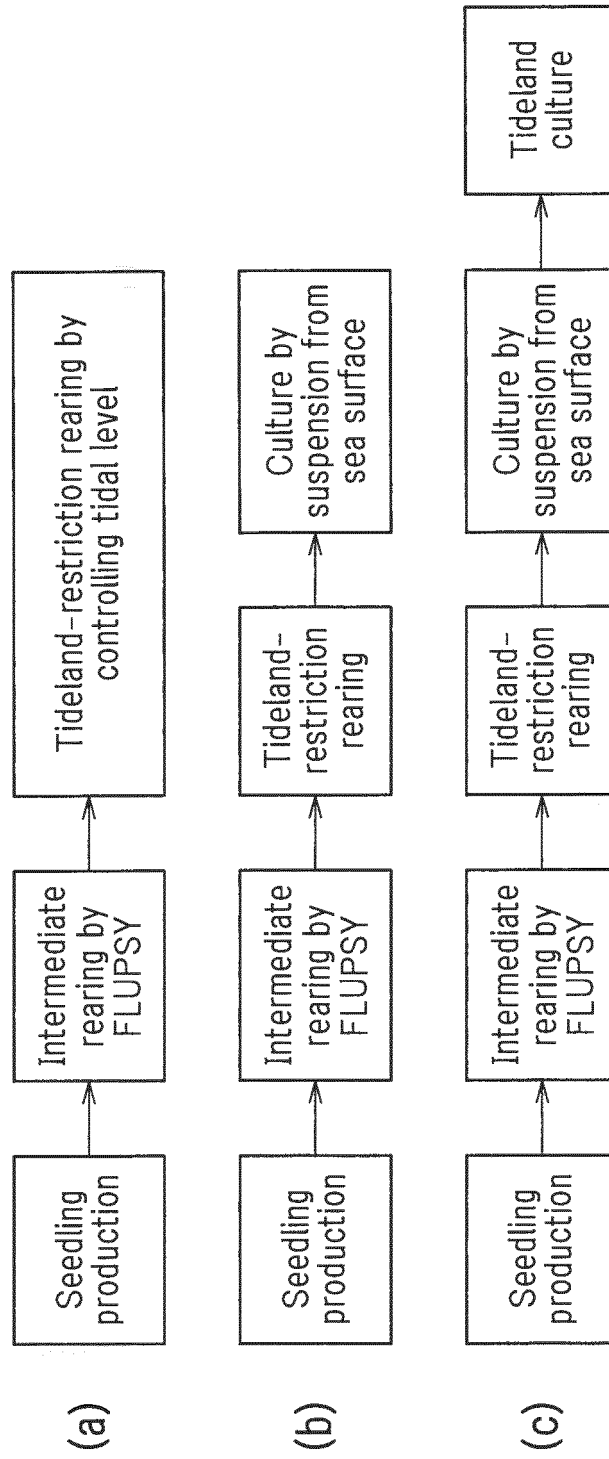 (a)
Seedling
production
Intermediate
rearing by
FLUPSY
Tideland-restriction rearing by
controlling tidal level
(b)
Seedling
production
Intermediate
rearing by
FLUPSY
Tideland-
restriction
rearing
Culture by
suspension from
sea surface
(c)
Seedling
production
Intermediate
rearing by
FLUPSY
Tideland-
restriction
rearing
Culture by
suspension from
sea surface
Tideland
culture